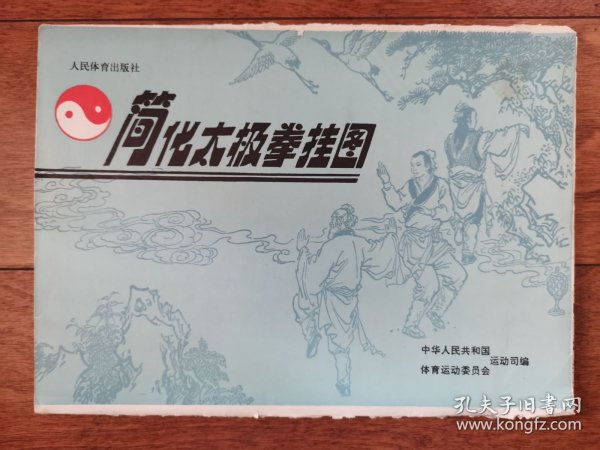 人民体育出版社
简化太极拳挂图
中华人民共和国
体育运动委员会
运动司编
孔夫子旧书网
www.kongfz.com